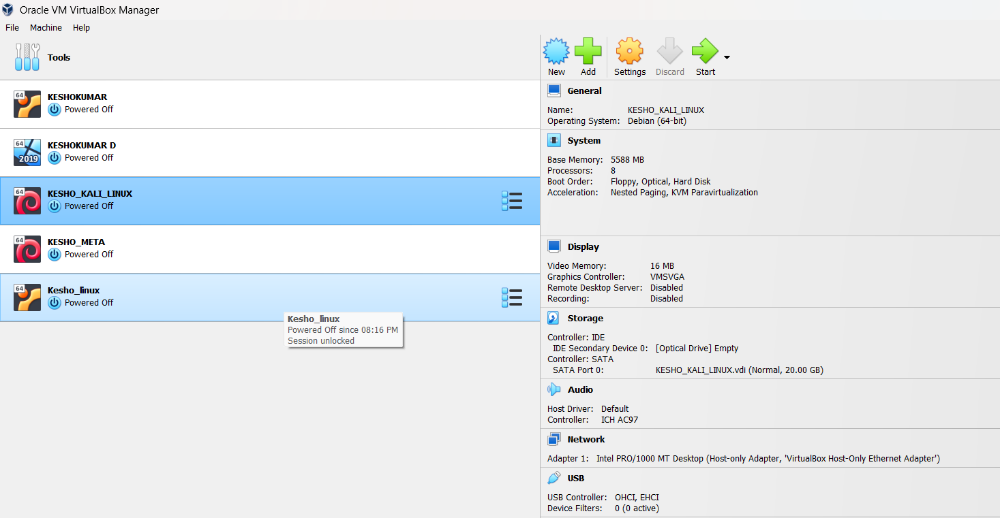 Oracle VM VirtualBox Manager
File Machine Help
Tools
64
KESHOKUMAR
Powered Off
64
2019
KESHOKUMAR D
Powered Off
64
KESHO_KALI_LINUX
Powered Off
64
KESHO_META
Powered Off
64
Kesho_linux
Powered Off
Kesho_linux
Powered Off since 08:16 PM
Session unlocked
New Add Settings Discard Start
General
Name: KESHO_KALI_LINUX
Operating System: Debian (64-bit)
System
Base Memory: 5588 MB
Processors: 8
Boot Order: Floppy, Optical, Hard Disk
Acceleration: Nested Paging, KVM Paravirtualization
Display
Video Memory: 16 MB
Graphics Controller: VMSVGA
Remote Desktop Server: Disabled
Recording: Disabled
Storage
Controller: IDE
IDE Secondary Device 0: [Optical Drive] Empty
Controller: SATA
SATA Port 0: KESHO_KALI_LINUX.vdi (Normal, 20.00 GB)
Audio
Host Driver: Default
Controller: ICH AC97
Network
Adapter 1: Intel PRO/1000 MT Desktop (Host-only Adapter, 'VirtualBox Host-Only Ethernet Adapter')
USB
USB Controller: OHCI, EHCI
Device Filters: 0 (0 active)